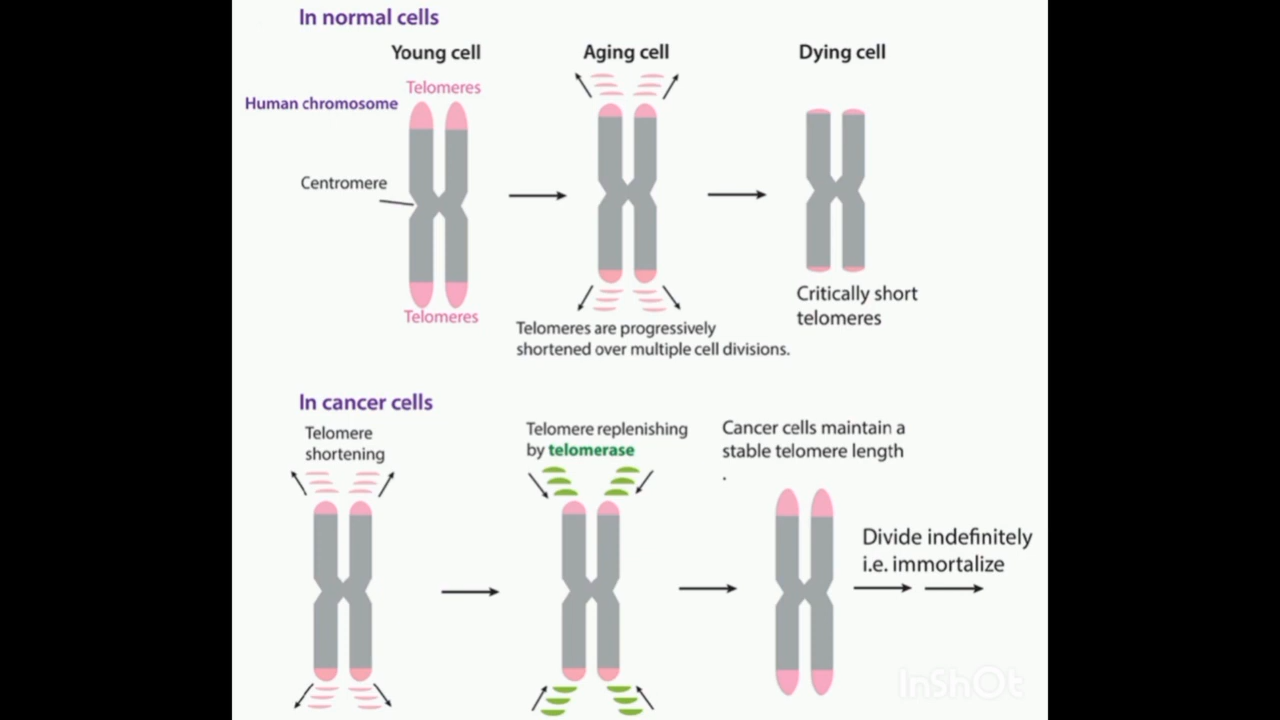 In normal cells
Young cell
Aging cell
Dying cell
Telomeres
Human chromosome
Centromere
Telomeres
Telomeres are progressively
shortened over multiple cell divisions.
Critically short
telomeres
In cancer cells
Telomere
shortening
Telomere replenishing
by telomerase
Cancer cells maintain a
stable telomere length
.
Divide indefinitely
i.e. immortalize
InShOt